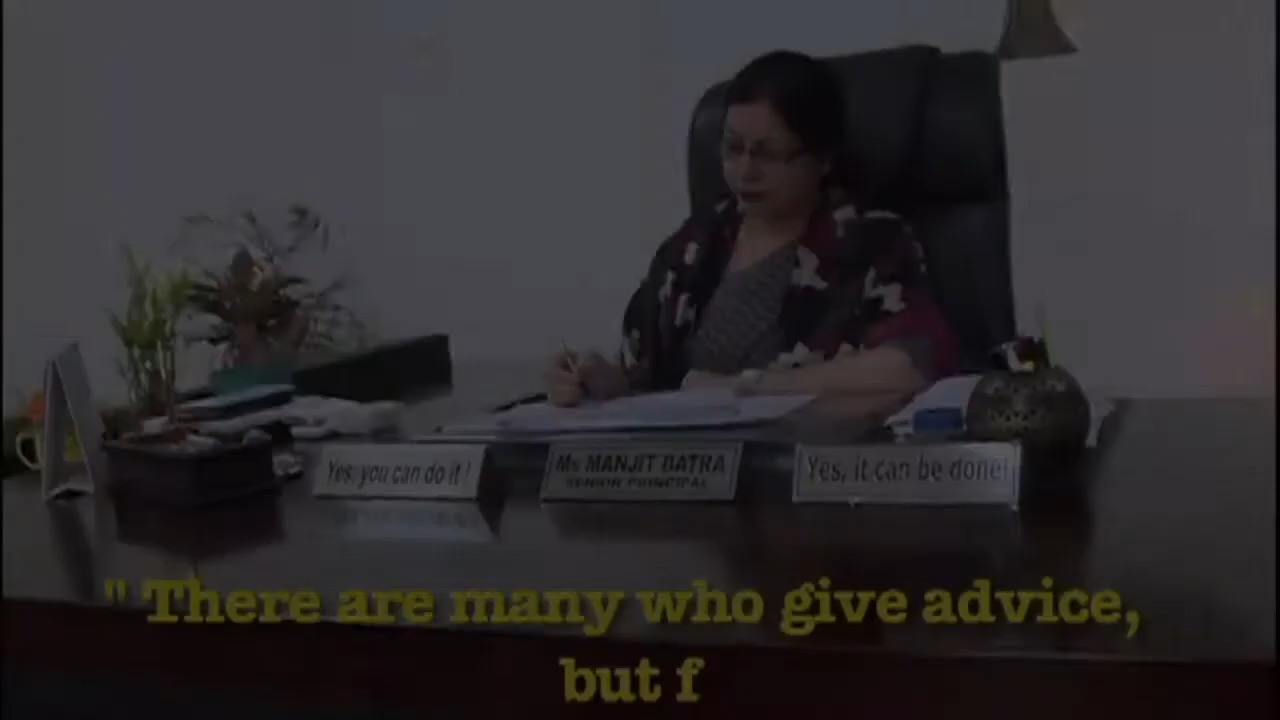 Yes, you can do it !
Ms MANJIT BATRA
SENIOR PRINCIPAL
Yes, it can be done!
" There are many who give advice,
but f